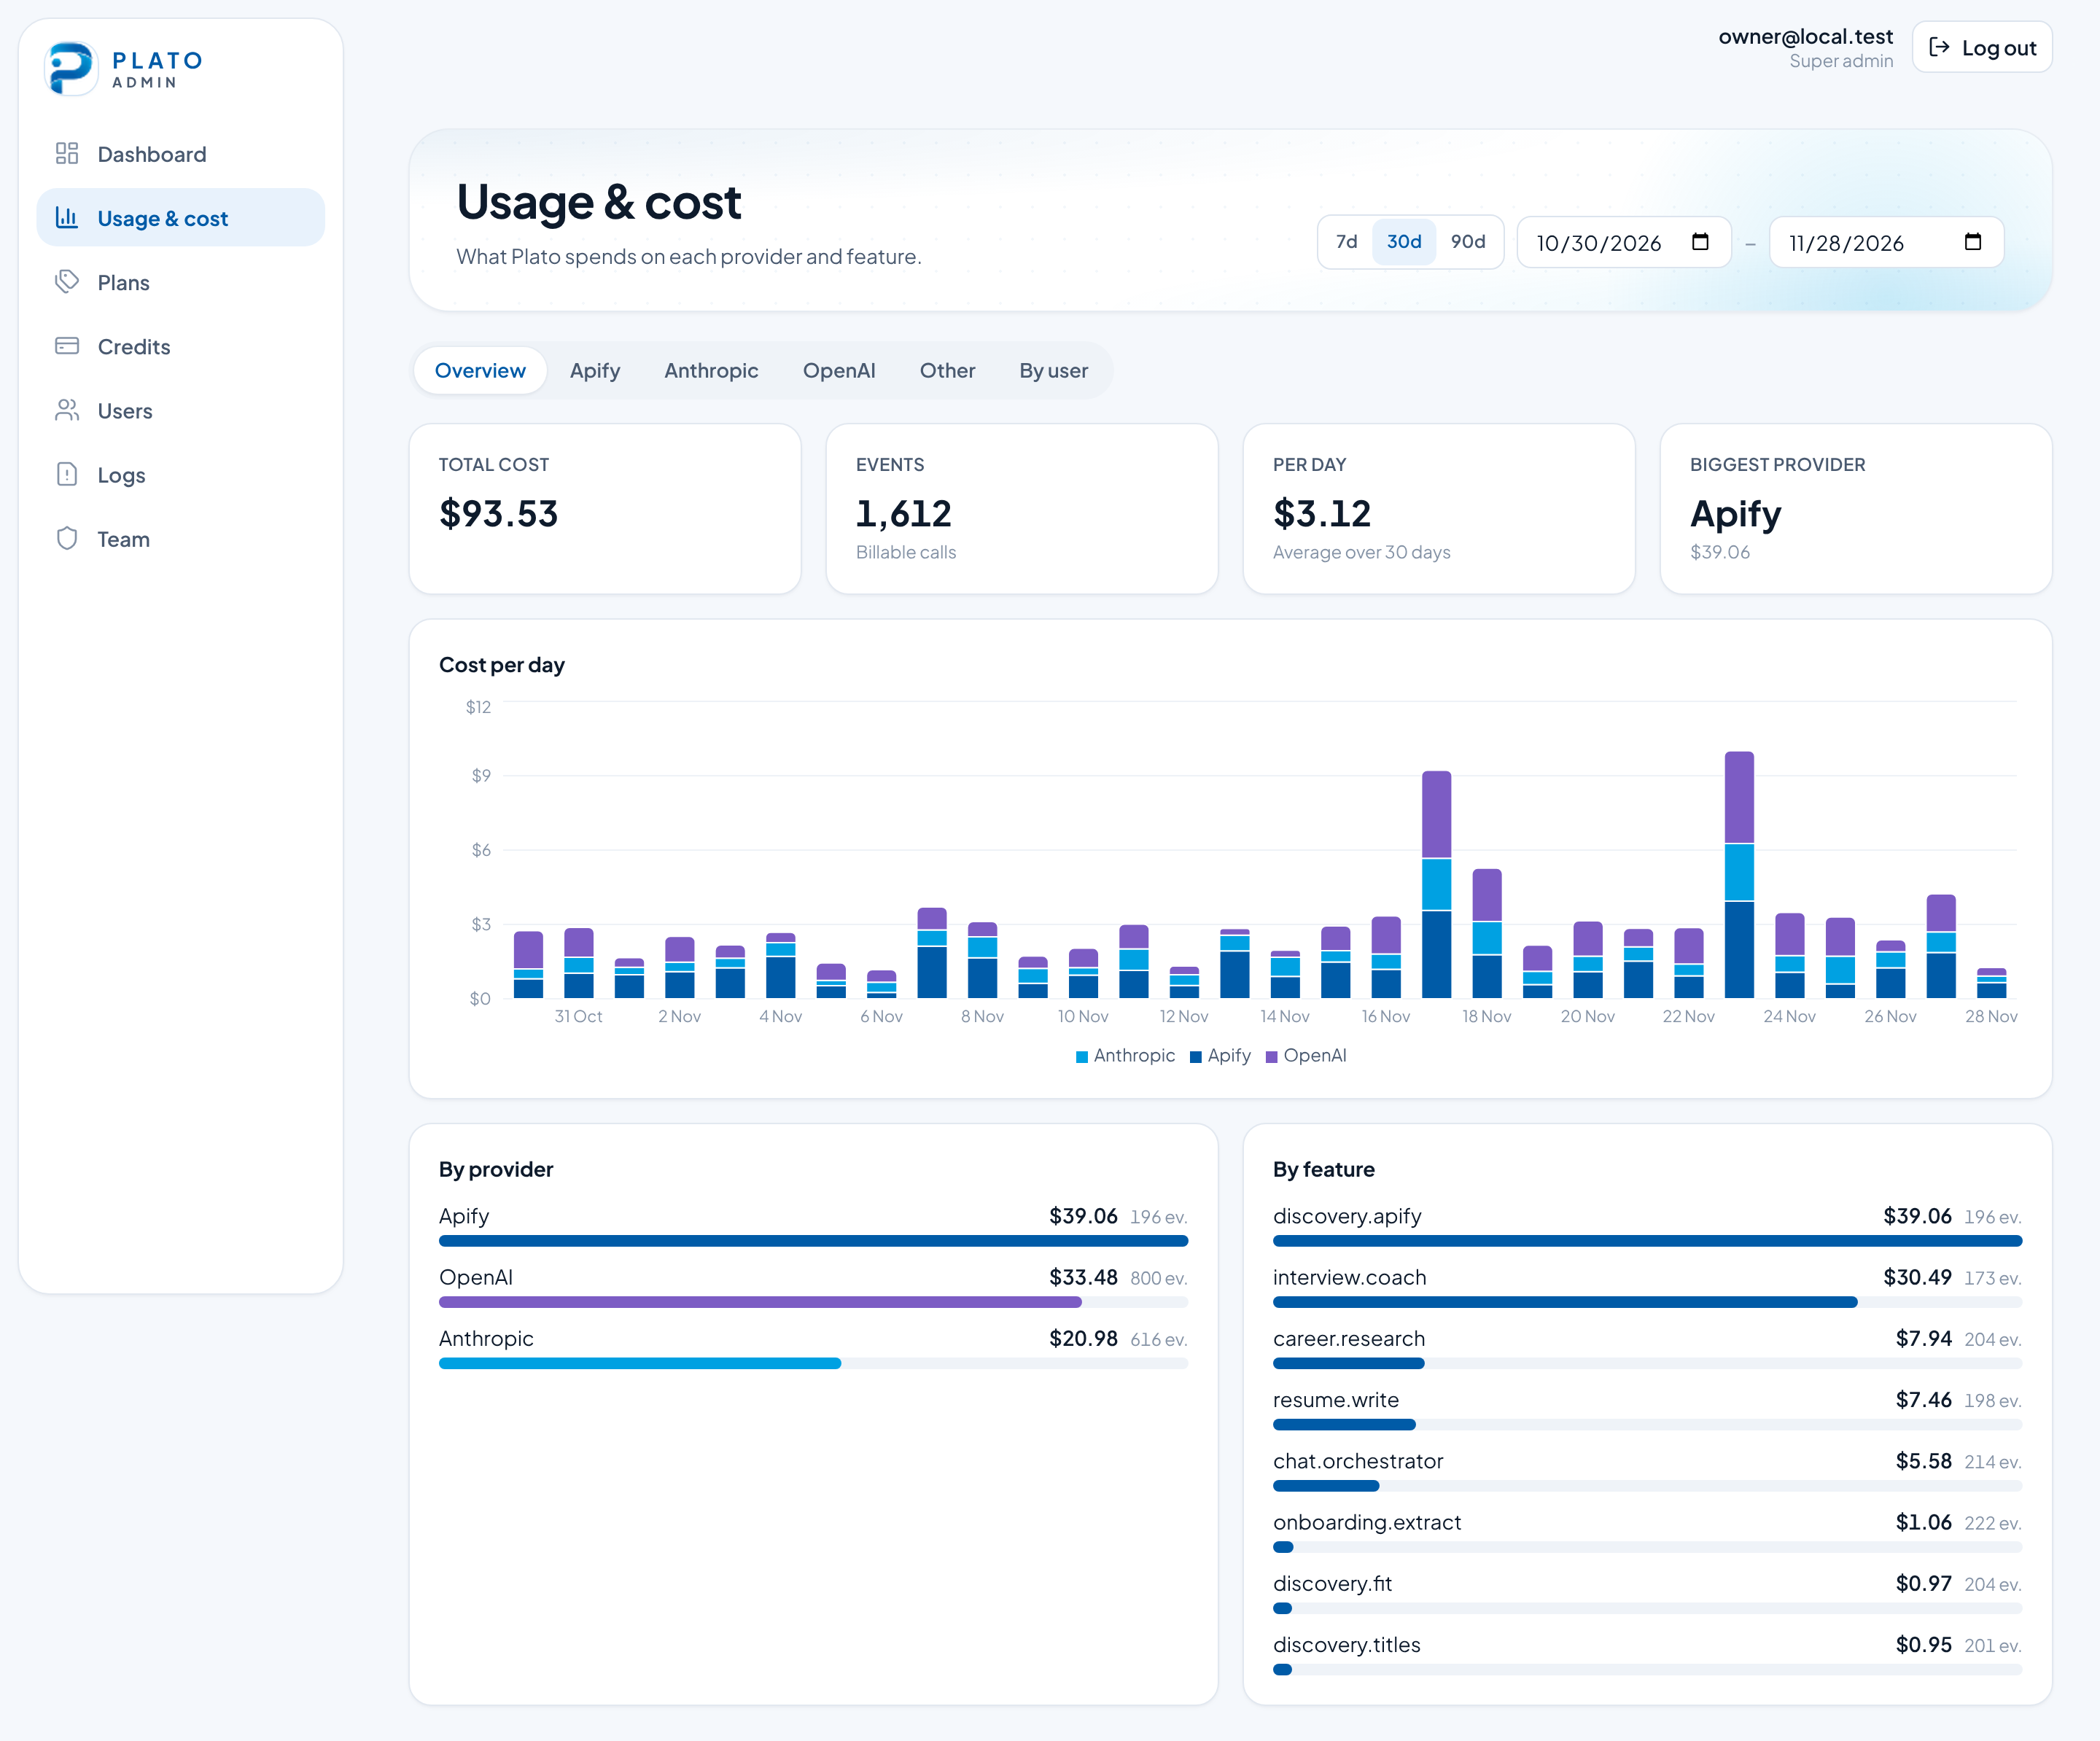 PLATO
ADMIN
Dashboard
Usage & cost
Plans
Credits
Users
Logs
Team
owner@local.test
Super admin
Log out
Usage & cost
What Plato spends on each provider and feature.
7d 30d 90d 10/30/2026 – 11/28/2026
Overview Apify Anthropic OpenAI Other By user
TOTAL COST
$93.53
EVENTS
1,612
Billable calls
PER DAY
$3.12
Average over 30 days
BIGGEST PROVIDER
Apify
$39.06
Cost per day
$12
$9
$6
$3
$0
31 Oct 2 Nov 4 Nov 6 Nov 8 Nov 10 Nov 12 Nov 14 Nov 16 Nov 18 Nov 20 Nov 22 Nov 24 Nov 26 Nov 28 Nov
Anthropic Apify OpenAI
By provider
Apify $39.06 196 ev.
OpenAI $33.48 800 ev.
Anthropic $20.98 616 ev.
By feature
discovery.apify $39.06 196 ev.
interview.coach $30.49 173 ev.
career.research $7.94 204 ev.
resume.write $7.46 198 ev.
chat.orchestrator $5.58 214 ev.
onboarding.extract $1.06 222 ev.
discovery.fit $0.97 204 ev.
discovery.titles $0.95 201 ev.